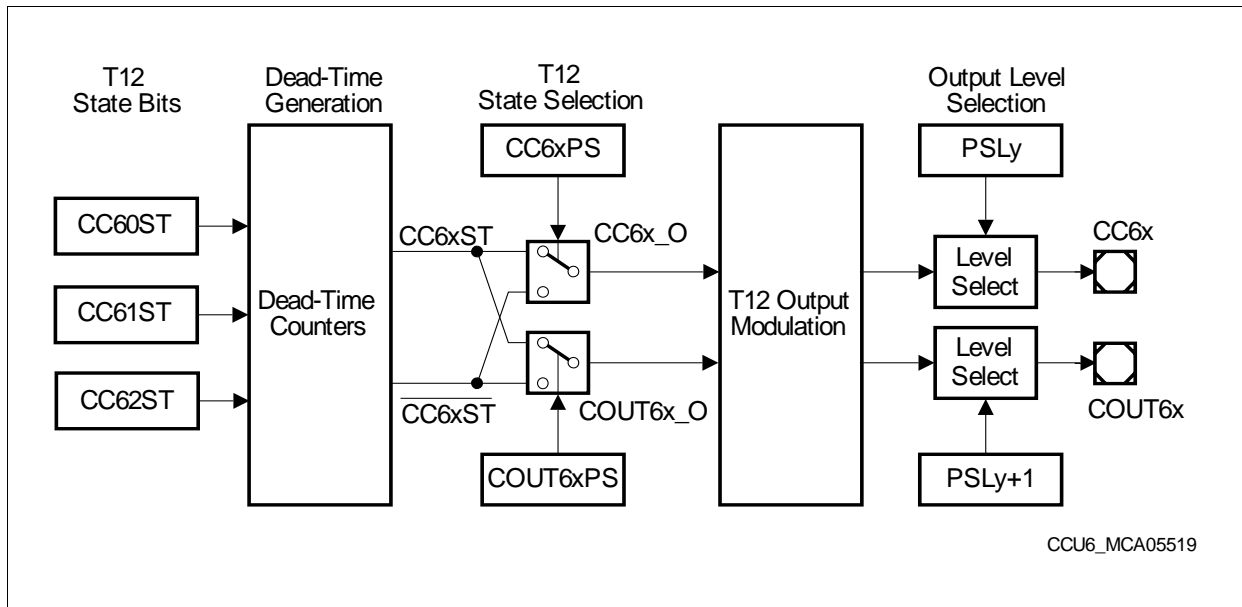 T12
State Bits
Dead-Time
Generation
T12
State Selection
Output Level
Selection
CC6xPS
PSLy
CC60ST
CC61ST
CC62ST
Dead-Time
Counters
CC6xST
CC6xST
CC6x_O
COUT6x_O
COUT6xPS
T12 Output
Modulation
Level
Select
Level
Select
CC6x
COUT6x
PSLy+1
CCU6_MCA05519